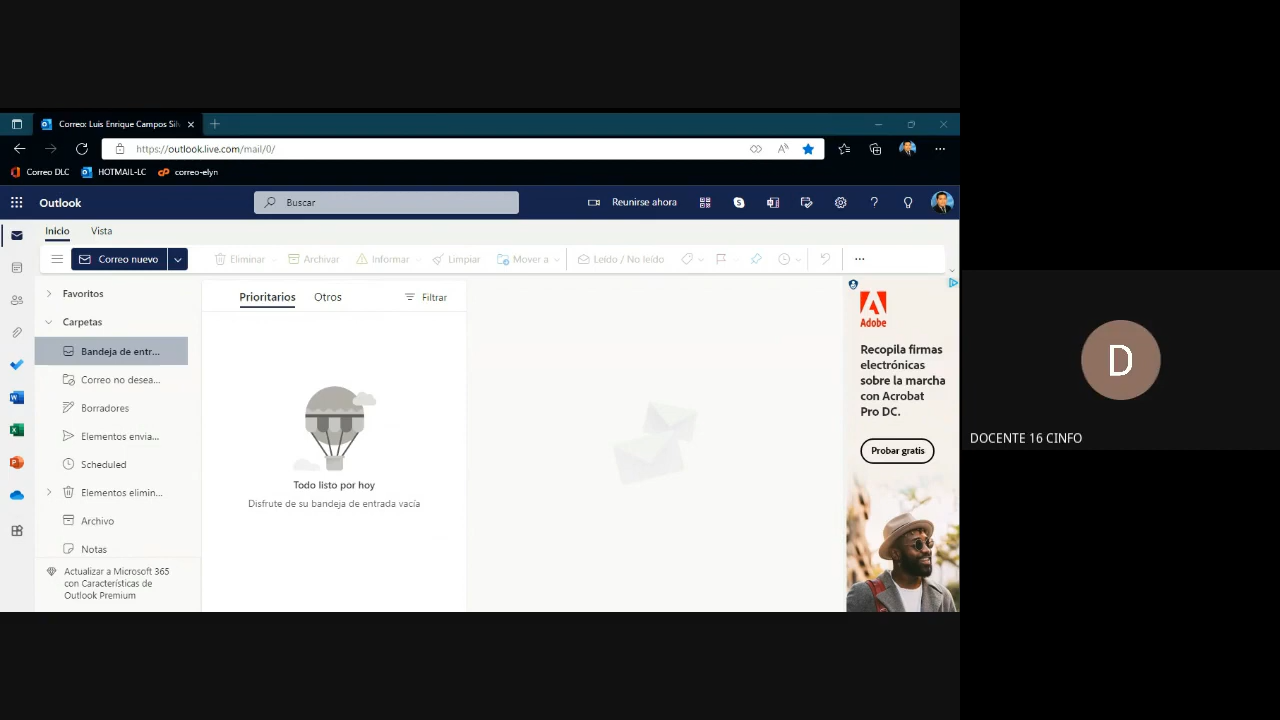 Correo: Luis Enrique Campos Sil
https://outlook.live.com/mail/0/
Correo DLC
HOTMAIL-LC
correo-elyn
Outlook
Buscar
Reunirse ahora
Inicio
Vista
Correo nuevo
Eliminar
Archivar
Informar
Limpiar
Mover a
Leído / No leído
Favoritos
Carpetas
Bandeja de entr...
Correo no desea...
Borradores
Elementos envia...
Scheduled
Elementos elimin...
Archivo
Notas
Actualizar a Microsoft 365
con Características de
Outlook Premium
Prioritarios
Otros
Filtrar
Todo listo por hoy
Disfrute de su bandeja de entrada vacía
Adobe
Recopila firmas
electrónicas
sobre la marcha
con Acrobat
Pro DC.
Probar gratis
D
DOCENTE 16 CINFO